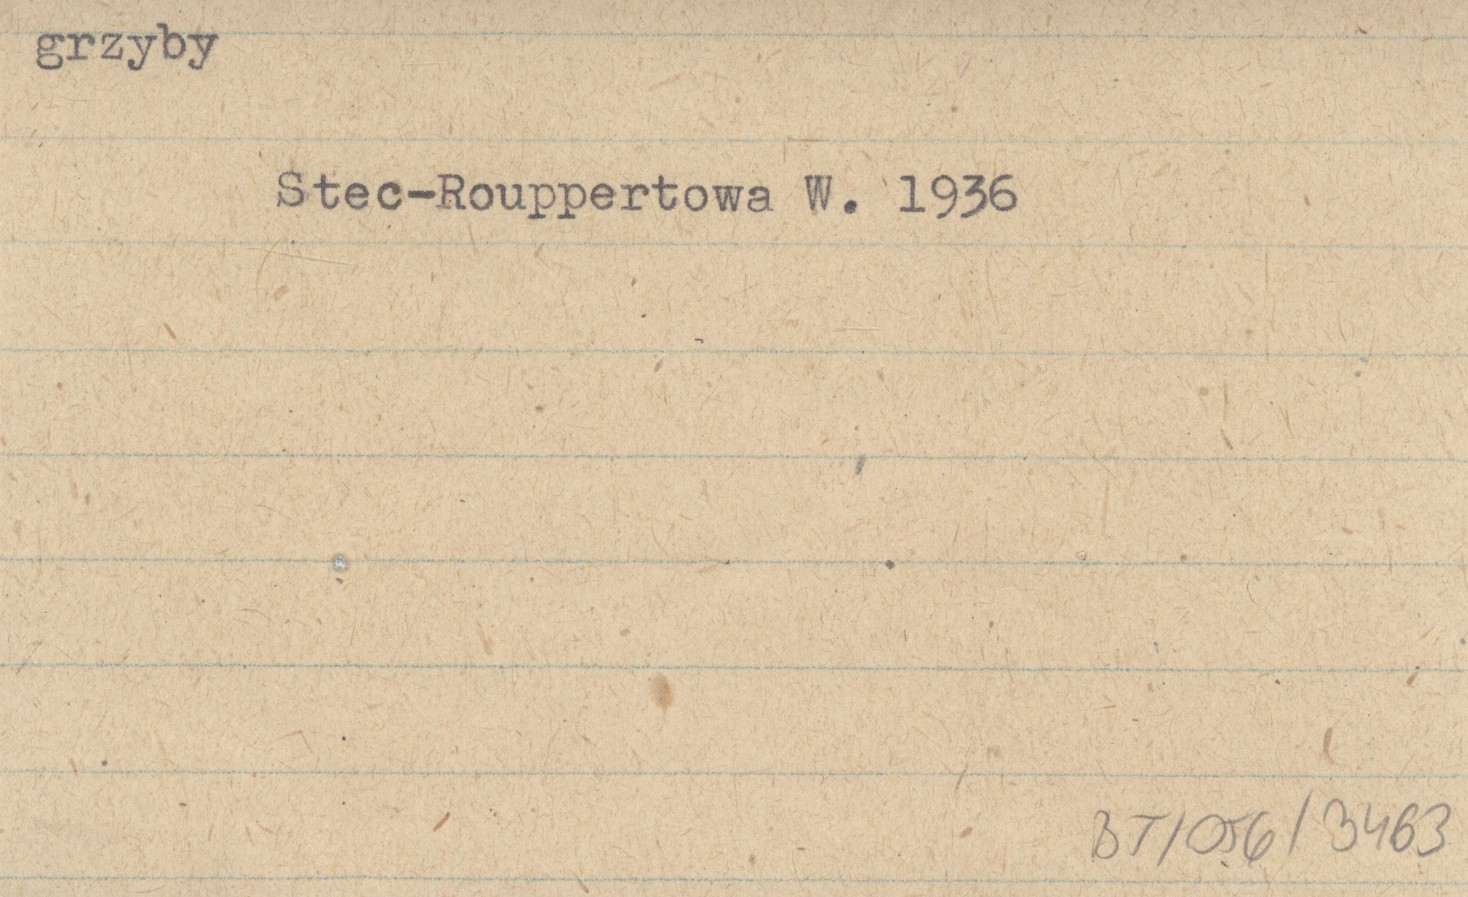 grzyby
Stec-Rouppertowa W. 1936
BT/056/3463